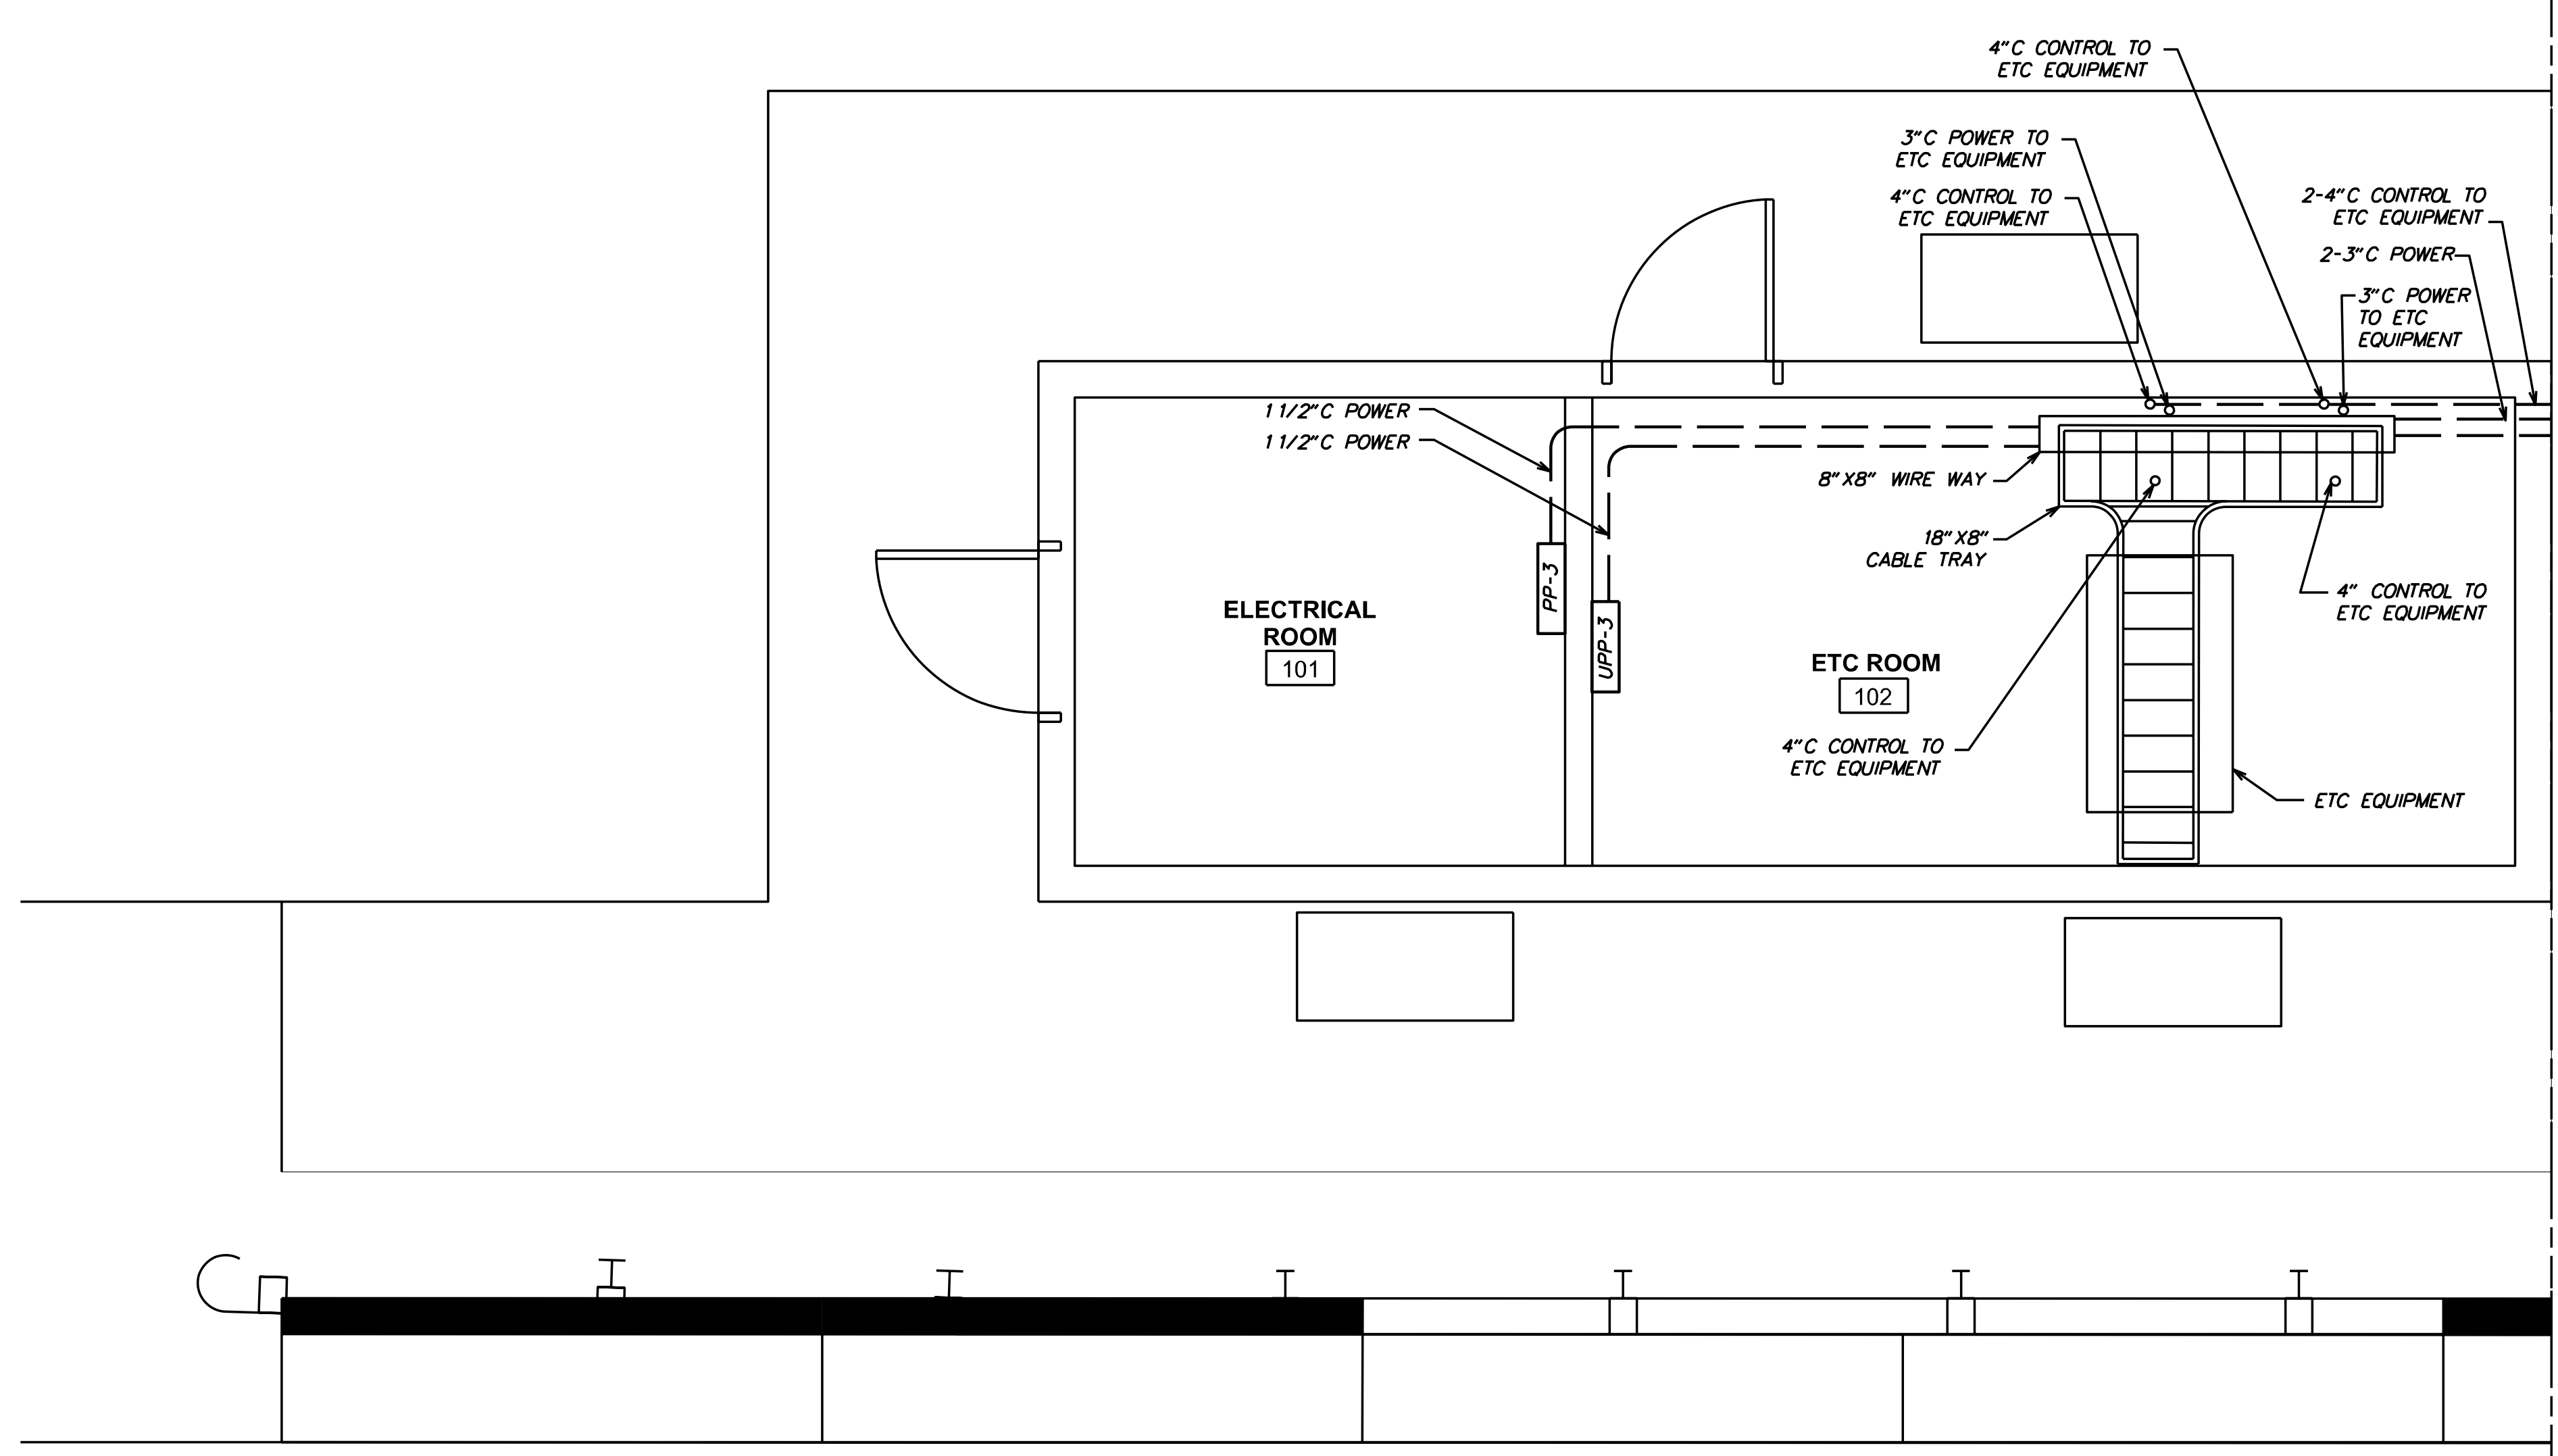 4"C CONTROL TO
ETC EQUIPMENT
3"C POWER TO
ETC EQUIPMENT
4"C CONTROL TO
ETC EQUIPMENT
2-4"C CONTROL TO
ETC EQUIPMENT
2-3"C POWER
3"C POWER
TO ETC
EQUIPMENT
1 1/2"C POWER
1 1/2"C POWER
8"X8" WIRE WAY
18"X8"
CABLE TRAY
PP-3
UPP-3
4" CONTROL TO
ETC EQUIPMENT
ELECTRICAL
ROOM
101
ETC ROOM
102
4"C CONTROL TO
ETC EQUIPMENT
ETC EQUIPMENT